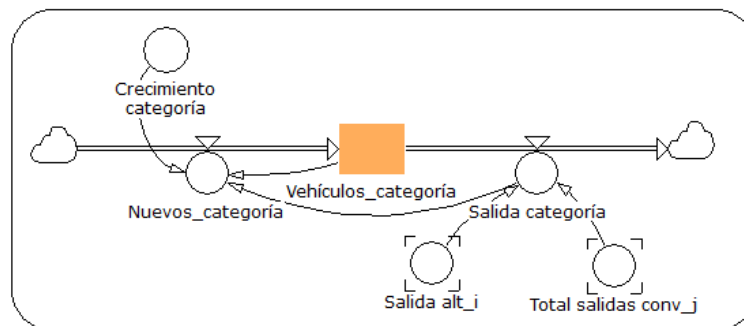 Crecimiento
categoría
Vehículos_categoría
Nuevos_categoría
Salida categoría
Salida alt_i
Total salidas conv_j